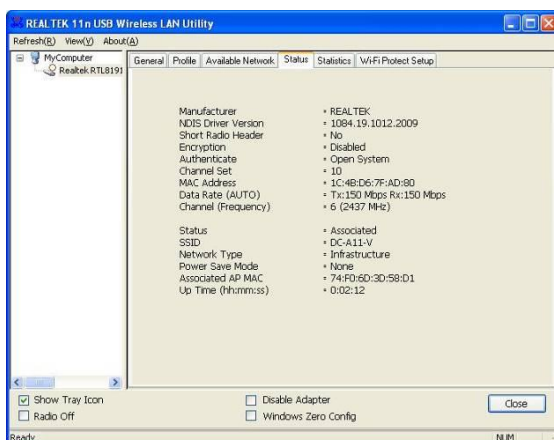 REALTEK 11n USB Wireless LAN Utility
Refresh(R) View(V) About(A)
MyComputer
Realtek RTL8191
General Profile Available Network Status Statistics Wi-Fi Protect Setup
Manufacturer = REALTEK
NDIS Driver Version = 1084.19.1012.2009
Short Radio Header = No
Encryption = Disabled
Authenticate = Open System
Channel Set = 10
MAC Address = 1C:4B:D6:7F:AD:80
Data Rate (AUTO) = Tx:150 Mbps Rx:150 Mbps
Channel (Frequency) = 6 (2437 MHz)
Status = Associated
SSID = DC-A11-V
Network Type = Infrastructure
Power Save Mode = None
Associated AP MAC = 74:F0:6D:3D:58:D1
Up Time (hh:mm:ss) = 0:02:12
Show Tray Icon
Radio Off
Disable Adapter
Windows Zero Config
Close
Ready
NUM